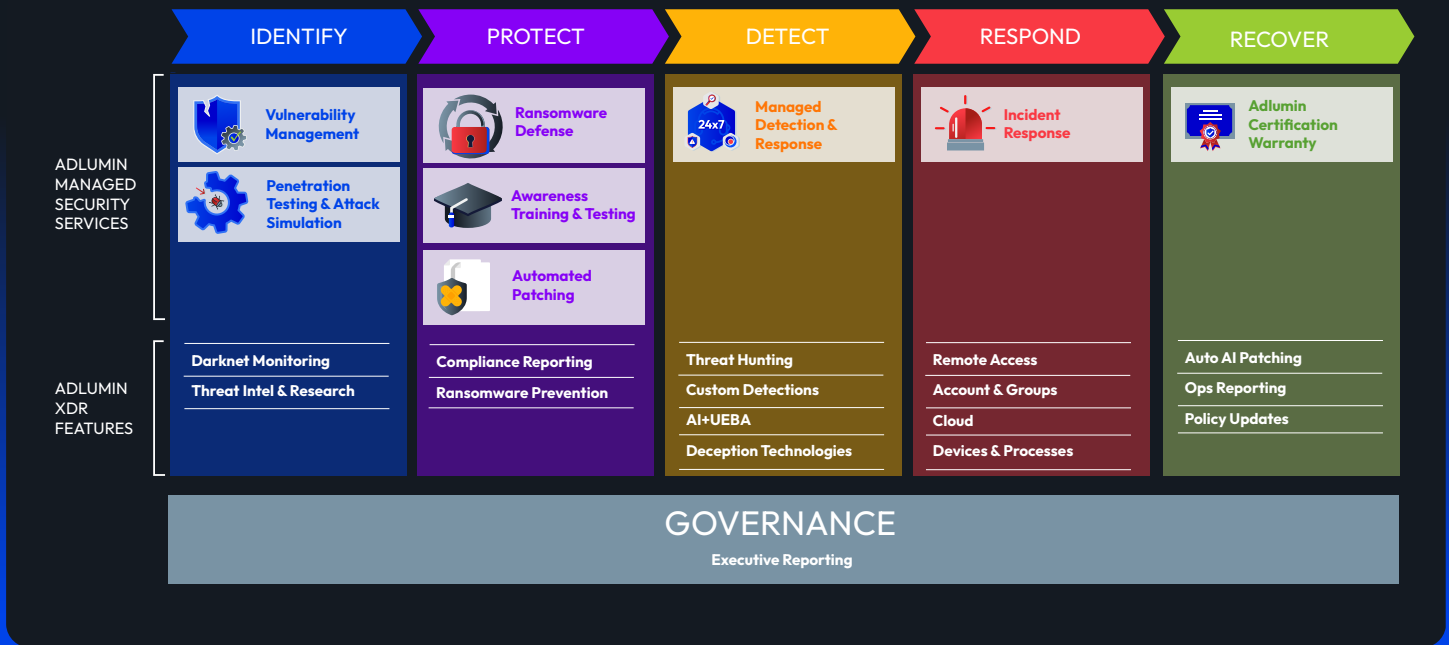 IDENTIFY
PROTECT
DETECT
RESPOND
RECOVER
ADLUMIN
MANAGED
SECURITY
SERVICES
Vulnerability
Management
Penetration
Testing & Attack
Simulation
Ransomware
Defense
Awareness
Training & Testing
Automated
Patching
24x7
Managed
Detection &
Response
Incident
Response
Adlumin
Certification
Warranty
ADLUMIN
XDR
FEATURES
Darknet Monitoring
Threat Intel & Research
Compliance Reporting
Ransomware Prevention
Threat Hunting
Custom Detections
AI+UEBA
Deception Technologies
Remote Access
Account & Groups
Cloud
Devices & Processes
Auto AI Patching
Ops Reporting
Policy Updates
GOVERNANCE
Executive Reporting